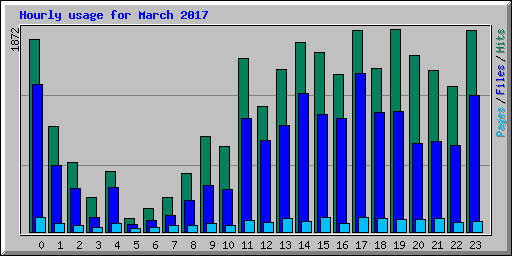 Hourly usage for March 2017
1872
Pages/Files/Hits
0 1 2 3 4 5 6 7 8 9 10 11 12 13 14 15 16 17 18 19 20 21 22 23